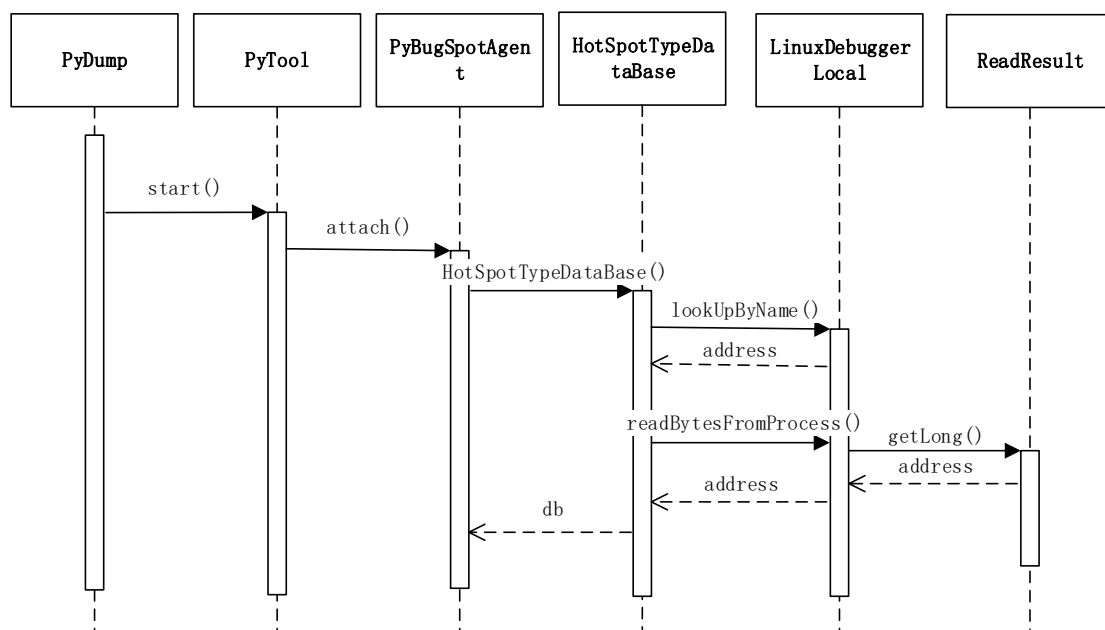 PyDump
PyTool
PyBugSpotAgen
t
HotSpotTypeDa
taBase
LinuxDebugger
Local
ReadResult
start()
attach()
HotSpotTypeDataBase()
lookUpByName()
address
readBytesFromProcess()
getLong()
address
address
db